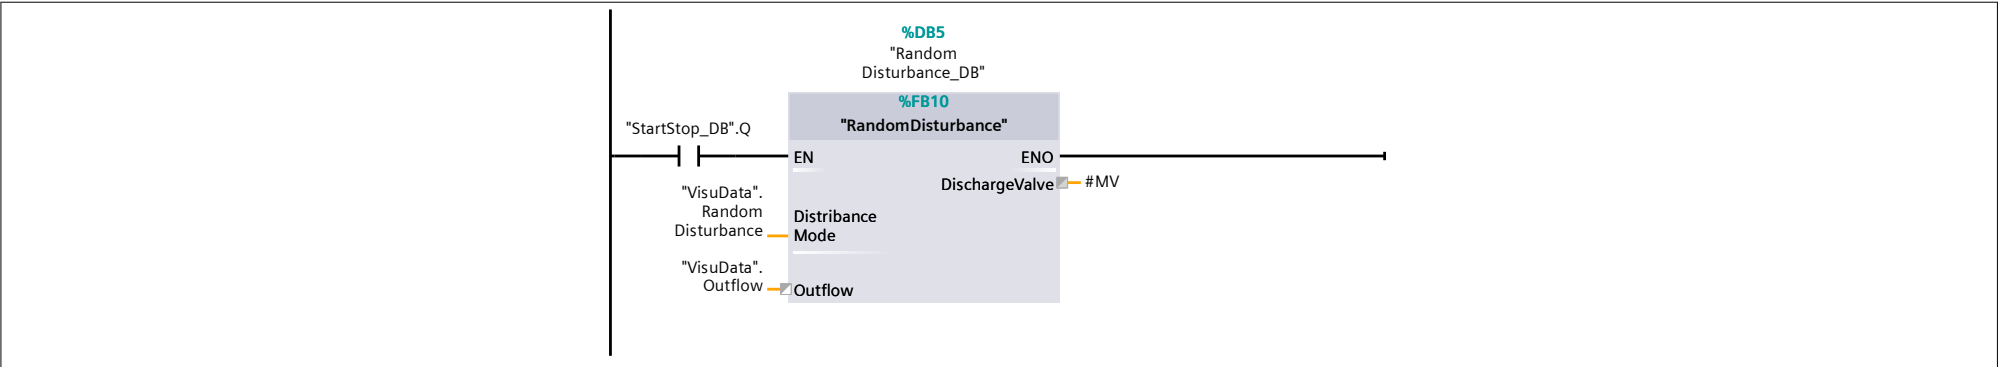 %DB5
"Random
Disturbance_DB"
%FB10
"RandomDisturbance"
"StartStop_DB".Q
EN
ENO
DischargeValve
#MV
"VisuData".
Random
Disturbance
Distribance
Mode
"VisuData".
Outflow
Outflow